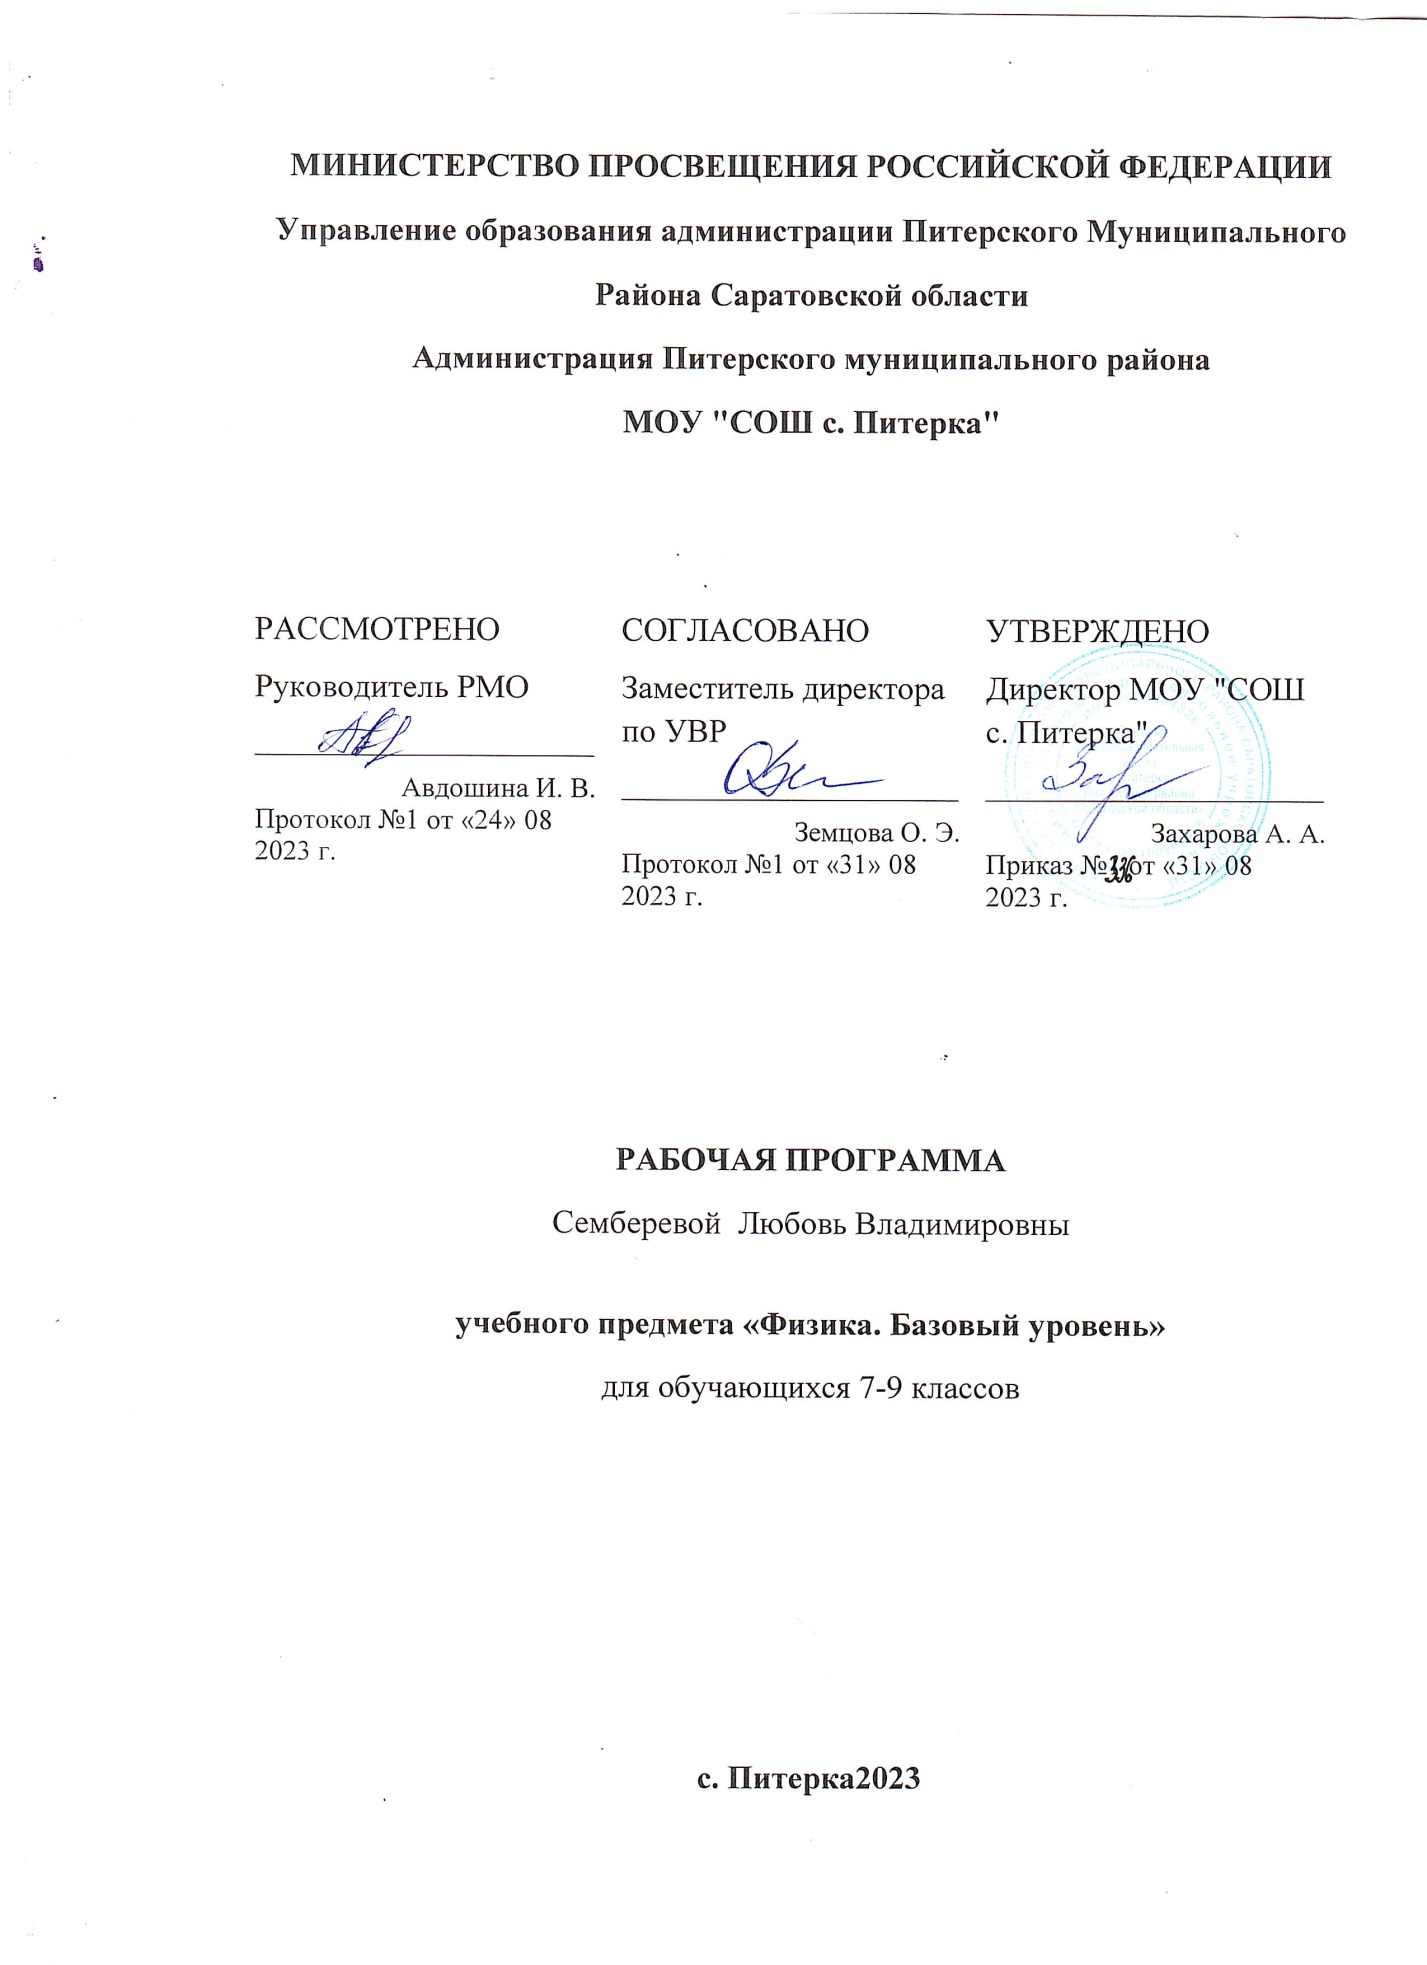 МИНИСТЕРСТВО ПРОСВЕЩЕНИЯ РОССИЙСКОЙ ФЕДЕРАЦИИ
Управление образования администрации Питерского Муниципального
Района Саратовской области
Администрация Питерского муниципального района
МОУ "СОШ с. Питерка"
РАССМОТРЕНО
Руководитель РМО
Авдошина И. В.
Протокол №1 от «24» 08
2023 г.
СОГЛАСОВАНО
Заместитель директора
по УВР
Земцова О. Э.
Протокол №1 от «31» 08
2023 г.
УТВЕРЖДЕНО
Директор МОУ "СОШ
с. Питерка"
Захарова А. А.
Приказ № от «31» 08
2023 г.
РАБОЧАЯ ПРОГРАММА
Семберевой Любовь Владимировны
учебного предмета «Физика. Базовый уровень»
для обучающихся 7-9 классов
с. Питерка2023